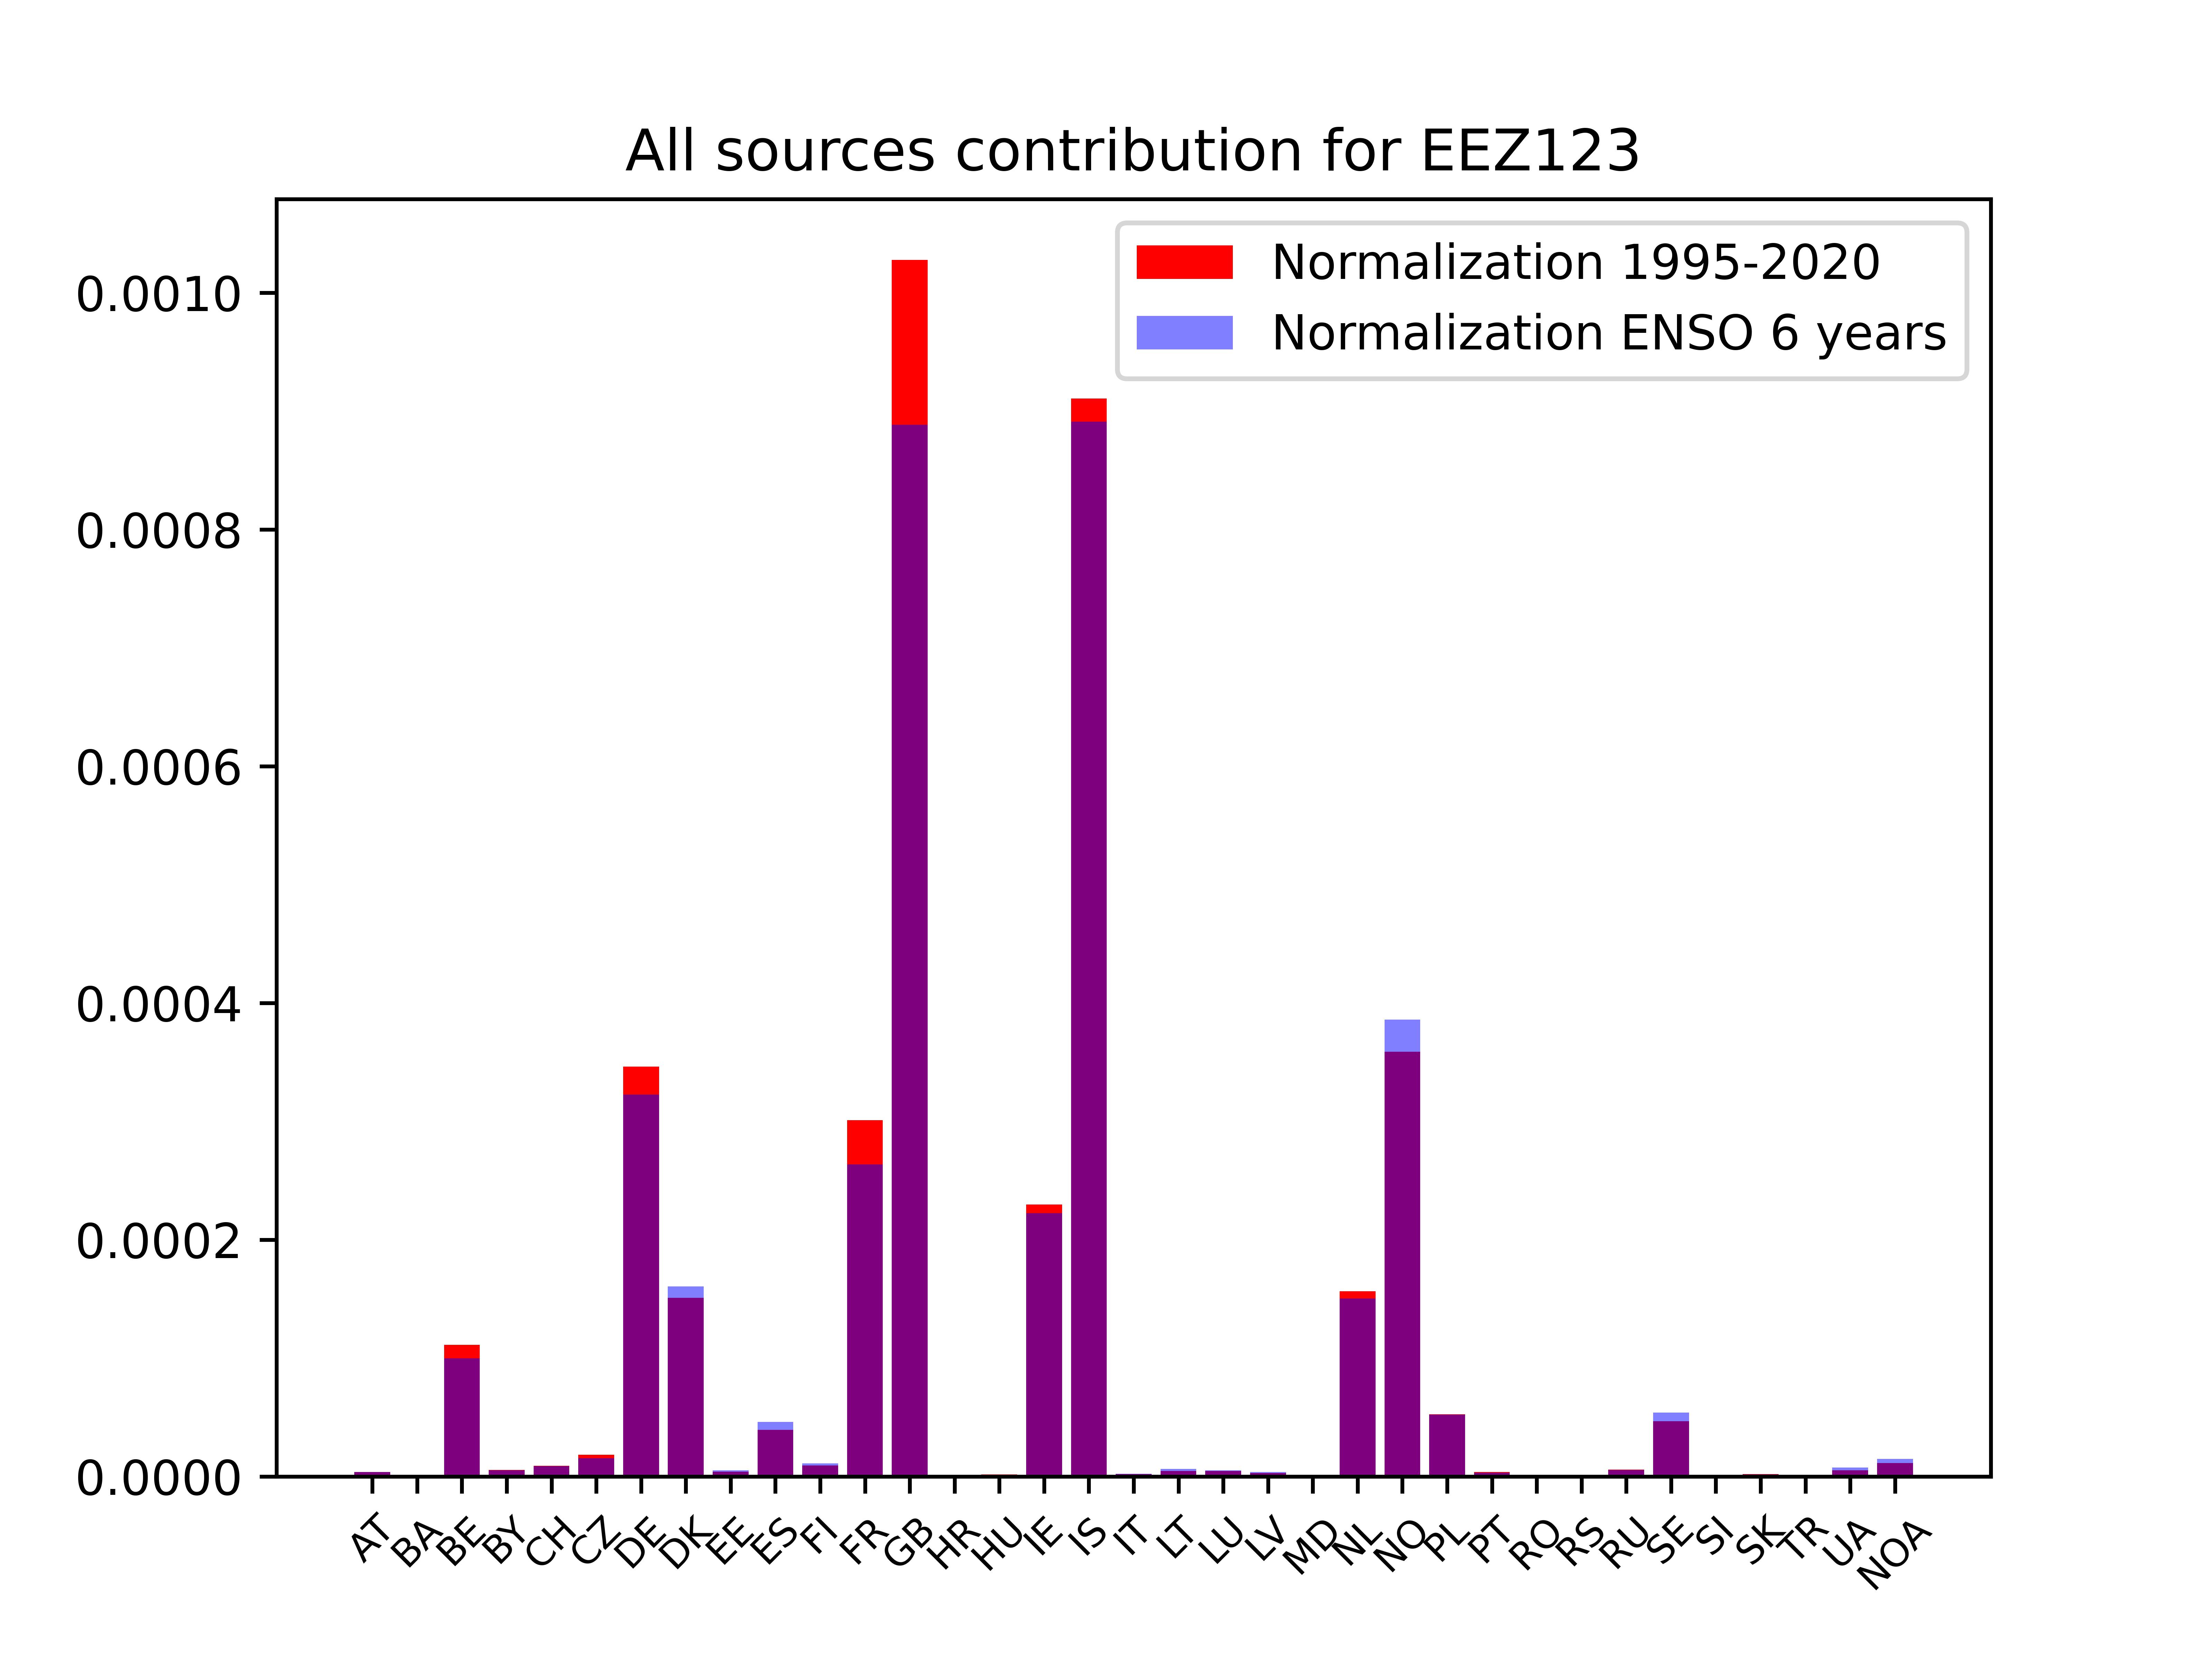 All sources contribution for EEZ123
Normalization 1995-2020
Normalization ENSO 6 years
0.0010
0.0008
0.0006
0.0004
0.0002
0.0000
AT
BA
BE
BY
CH
CZ
DE
DK
EE
ES
FI
FR
GB
HR
HU
IE
IS
IT
LT
LU
LV
MD
NL
NO
PL
PT
RO
RS
RU
SE
SI
SK
TR
UA
NOA